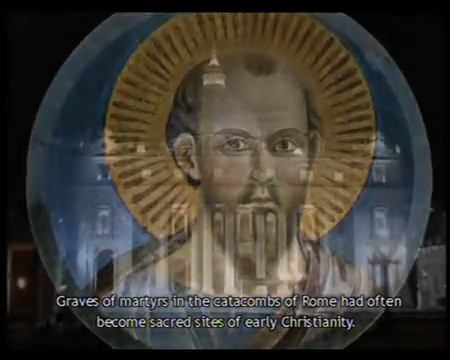 Graves of martyrs in the catacombs of Rome had often
become sacred sites of early Christianity.